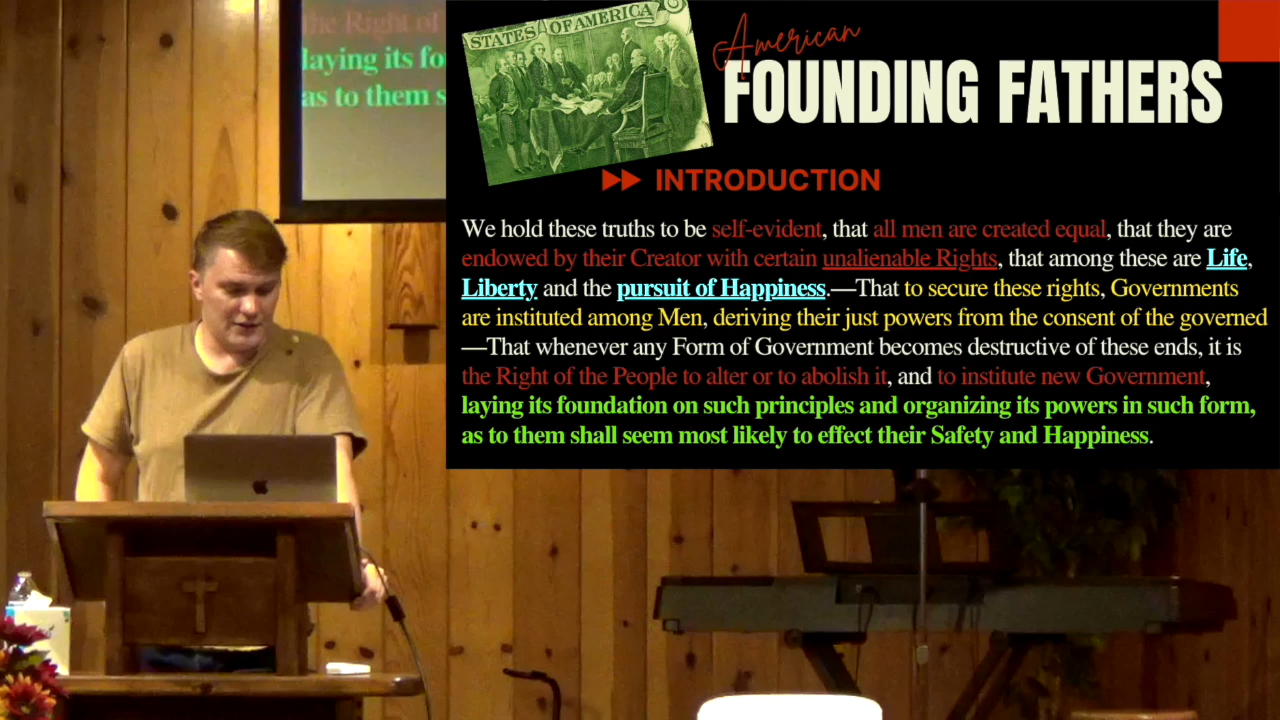 the Right of
laying its fo
as to them s
STATES OF AMERICA
American
FOUNDING FATHERS
INTRODUCTION
We hold these truths to be self-evident, that all men are created equal, that they are
endowed by their Creator with certain unalienable Rights, that among these are Life,
Liberty and the pursuit of Happiness.—That to secure these rights, Governments
are instituted among Men, deriving their just powers from the consent of the governed
—That whenever any Form of Government becomes destructive of these ends, it is
the Right of the People to alter or to abolish it, and to institute new Government,
laying its foundation on such principles and organizing its powers in such form,
as to them shall seem most likely to effect their Safety and Happiness.